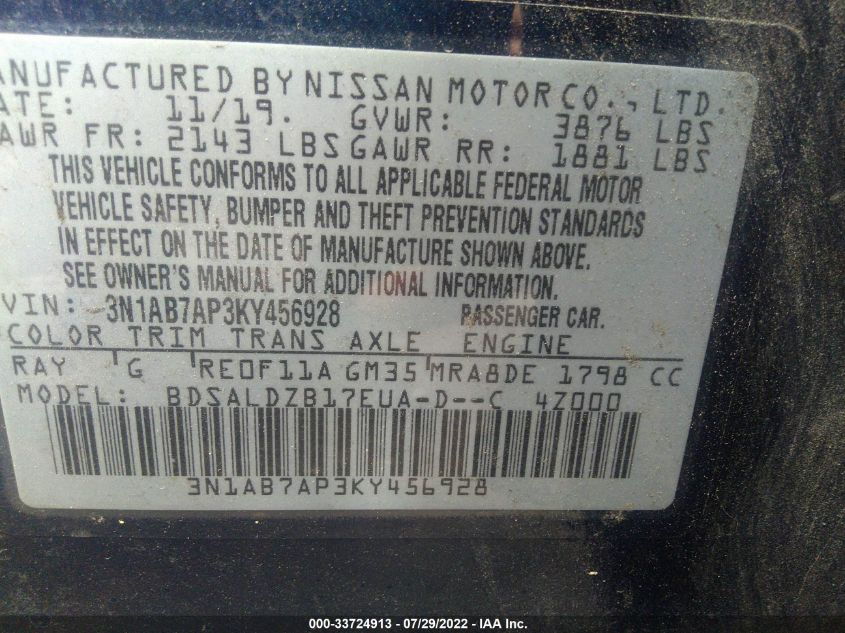 ANUFACTURED BY NISSAN MOTOR CO., LTD.
ATE: 11/19. GVWR: 3876 LBS
AWR FR: 2143 LBS GAWR RR: 1881 LBS
THIS VEHICLE CONFORMS TO ALL APPLICABLE FEDERAL MOTOR
VEHICLE SAFETY, BUMPER AND THEFT PREVENTION STANDARDS
IN EFFECT ON THE DATE OF MANUFACTURE SHOWN ABOVE.
SEE OWNER'S MANUAL FOR ADDITIONAL INFORMATION.
VIN: 3N1AB7AP3KY456928 PASSENGER CAR.
COLOR TRIM TRANS AXLE ENGINE
RAY G RE0F11A GM35 MRA8DE 1798 CC
MODEL: BDSALDZB17EUA-D--C 4Z000
3N1AB7AP3KY456928
000-33724913 - 07/29/2022 - IAA Inc.